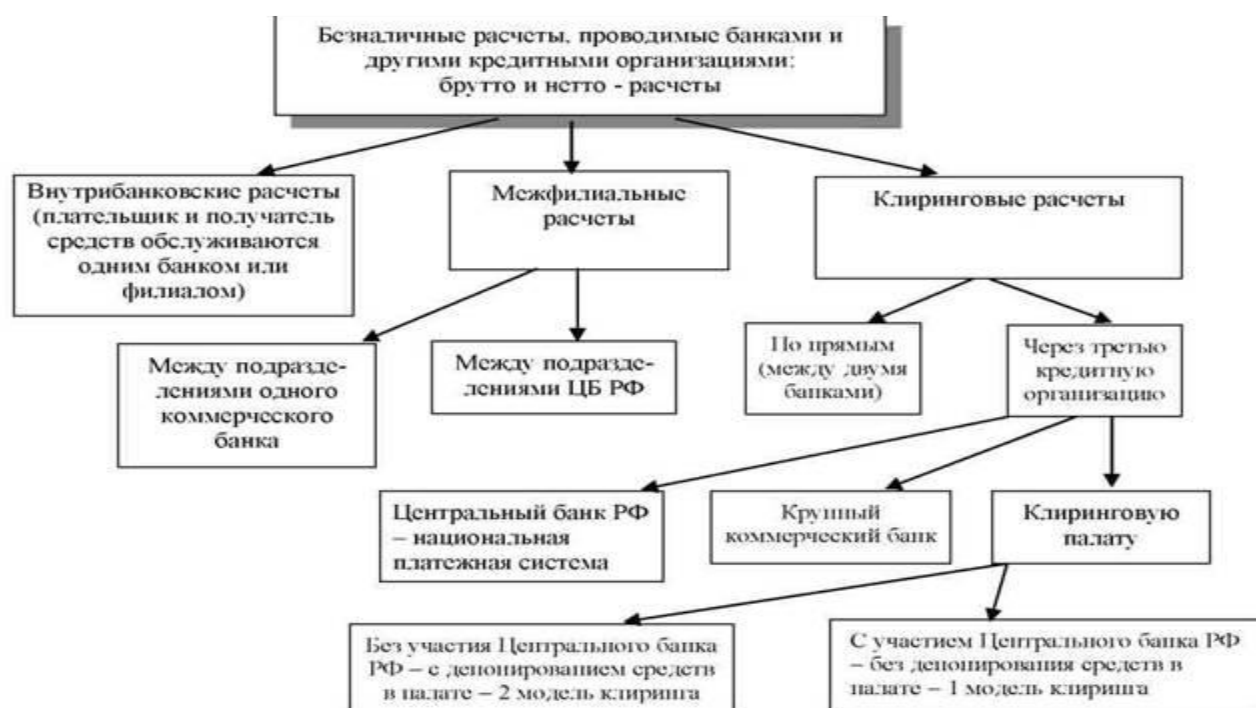 Безналичные расчеты, проводимые банками и
другими кредитными организациями:
брутто и нетто - расчеты
Внутрибанковские расчеты
(плательщик и получатель
средств обслуживаются
одним банком или
филиалом)
Межфилиальные
расчеты
Клиринговые расчеты
Между подразде-
лениями одного
коммерческого
банка
Между подразде-
лениями ЦБ РФ
По прямым
(между двумя
банками)
Через третью
кредитную
организацию
Центральный банк РФ
– национальная
платежная система
Крупный
коммерческий банк
Клиринговую
палату
Без участия Центрального банка
РФ – с депонированием средств
в палате – 2 модель клиринга
С участием Центрального банка РФ
– без депонирования средств в
палате – 1 модель клиринга